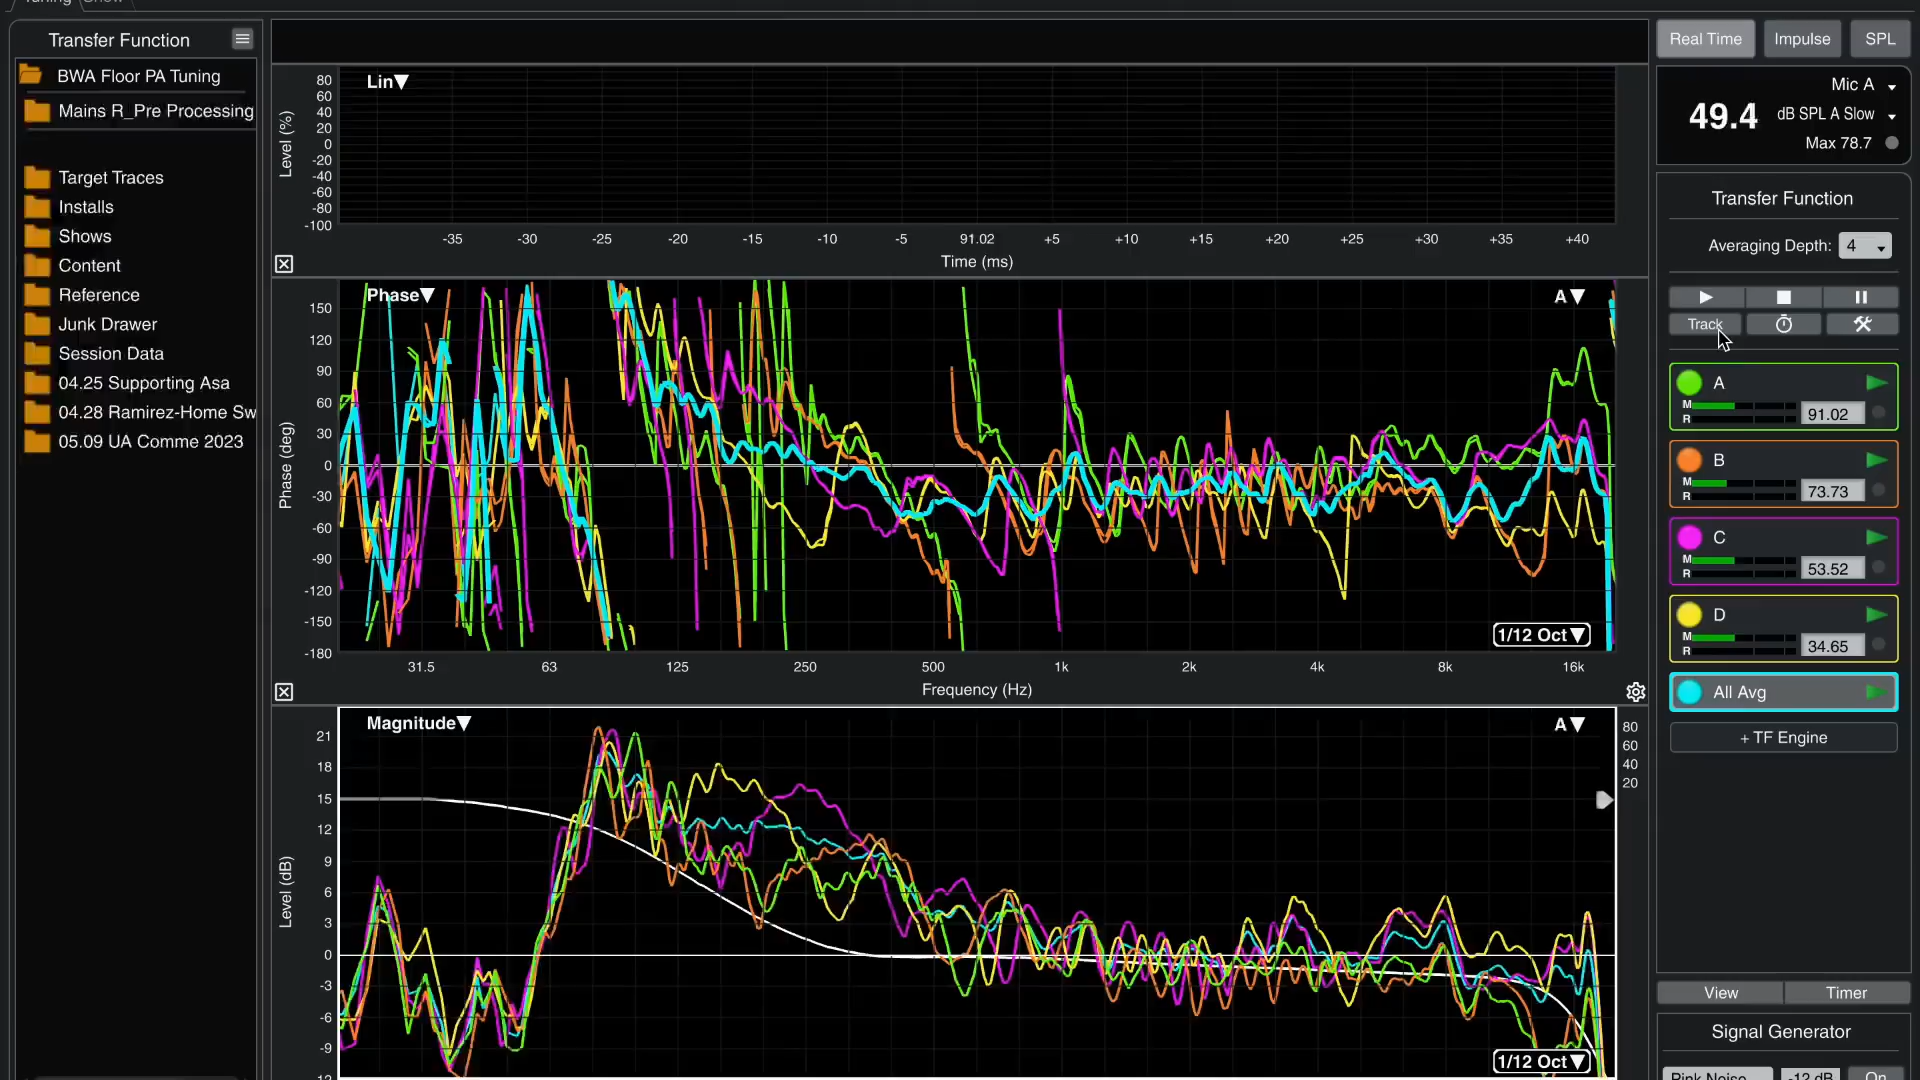 Tuning Show
Transfer Function
BWA Floor PA Tuning
Mains R_Pre Processing
Target Traces
Installs
Shows
Content
Reference
Junk Drawer
Session Data
04.25 Supporting Asa
04.28 Ramirez-Home Sw
05.09 UA Comme 2023
Lin▼
Level (%)
80
60
40
20
0
-20
-40
-60
-80
-100
-35 -30 -25 -20 -15 -10 -5 91.02 +5 +10 +15 +20 +25 +30 +35 +40
Time (ms)
Phase▼
A ▼
Phase (deg)
150
120
90
60
30
0
-30
-60
-90
-120
-150
-180
1/12 Oct▼
31.5 63 125 250 500 1k 2k 4k 8k 16k
Frequency (Hz)
Magnitude▼
A ▼
Level (dB)
21
18
15
12
9
6
3
0
-3
-6
-9
80
60
40
20
1/12 Oct▼
Real Time Impulse SPL
Mic A
49.4 dB SPL A Slow
Max 78.7
Transfer Function
Averaging Depth: 4
Track
A
M
R 91.02
B
M
R 73.73
C
M
R 53.52
D
M
R 34.65
All Avg
+ TF Engine
View Timer
Signal Generator
Pink Noise -12 dB On